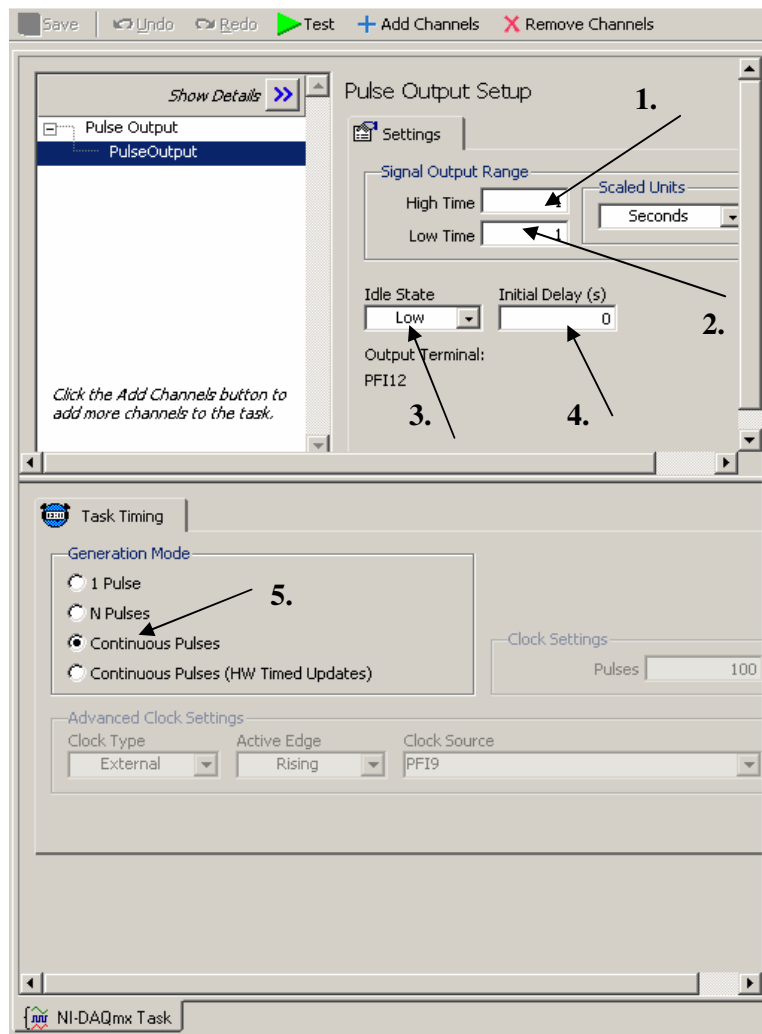 Save Undo Redo Test Add Channels Remove Channels
Show Details
Pulse Output
PulseOutput
Click the Add Channels button to
add more channels to the task.
Pulse Output Setup
1.
Settings
Signal Output Range
High Time
Low Time 1
Scaled Units
Seconds
2.
Idle State Initial Delay (s)
Low 0
Output Terminal:
PFI12
3. 4.
Task Timing
Generation Mode
1 Pulse
N Pulses
Continuous Pulses
Continuous Pulses (HW Timed Updates)
5.
Clock Settings
Pulses 100
Advanced Clock Settings
Clock Type Active Edge Clock Source
External Rising PFI9
NI-DAQmx Task